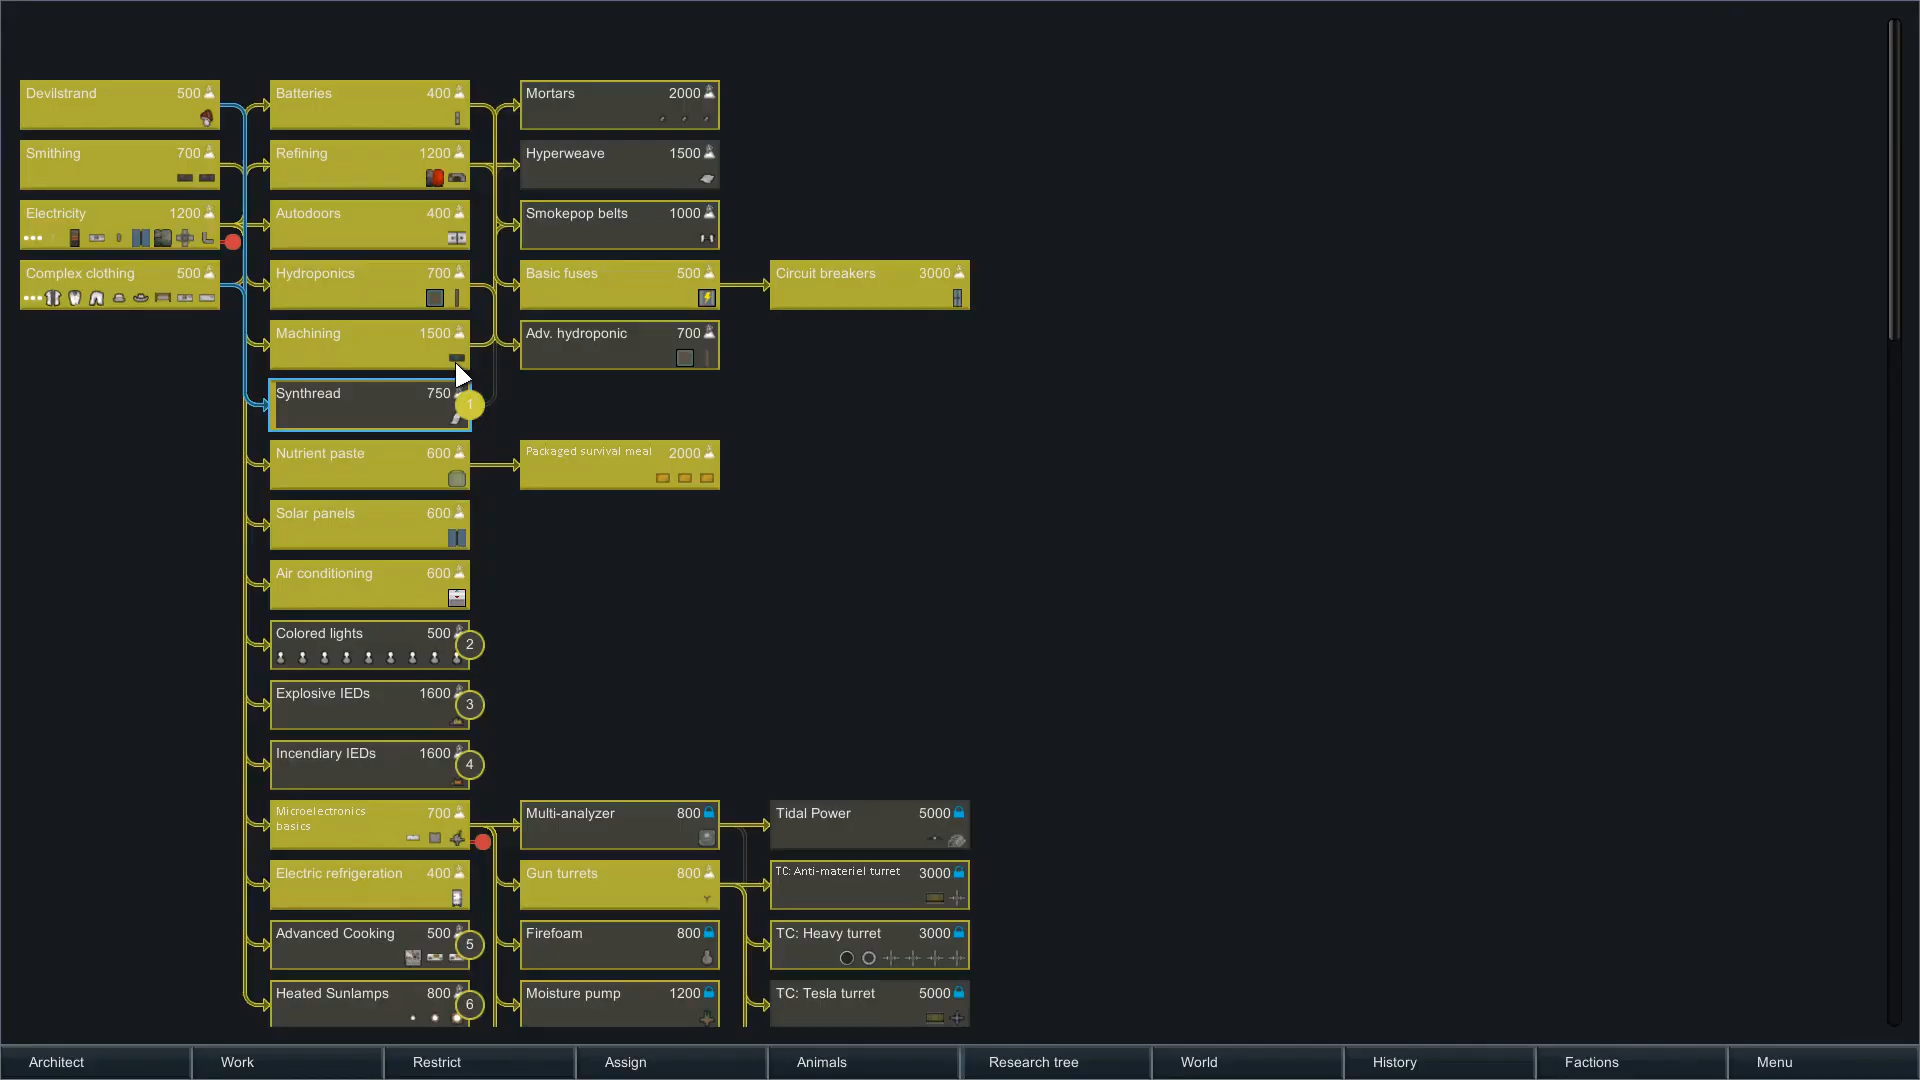 Devilstrand 500 Batteries 400 Mortars 2000
Smithing 700 Refining 1200 Hyperweave 1500
Electricity 1200 Autodoors 400 Smokepop belts 1000
Complex clothing 500 Hydroponics 700 Basic fuses 500 Circuit breakers 3000
Machining 1500 Adv. hydroponic 700
Synthread 750
1
Nutrient paste 600 Packaged survival meal 2000
Solar panels 600
Air conditioning 600
Colored lights 500
2
Explosive IEDs 1600
3
Incendiary IEDs 1600
4
Microelectronics basics 700 Multi-analyzer 800 Tidal Power 5000
Electric refrigeration 400 Gun turrets 800 TC: Anti-materiel turret 3000
Advanced Cooking 500 5 Firefoam 800 TC: Heavy turret 3000
Heated Sunlamps 800 6 Moisture pump 1200 TC: Tesla turret 5000
Architect Work Restrict Assign Animals Research tree World History Factions Menu